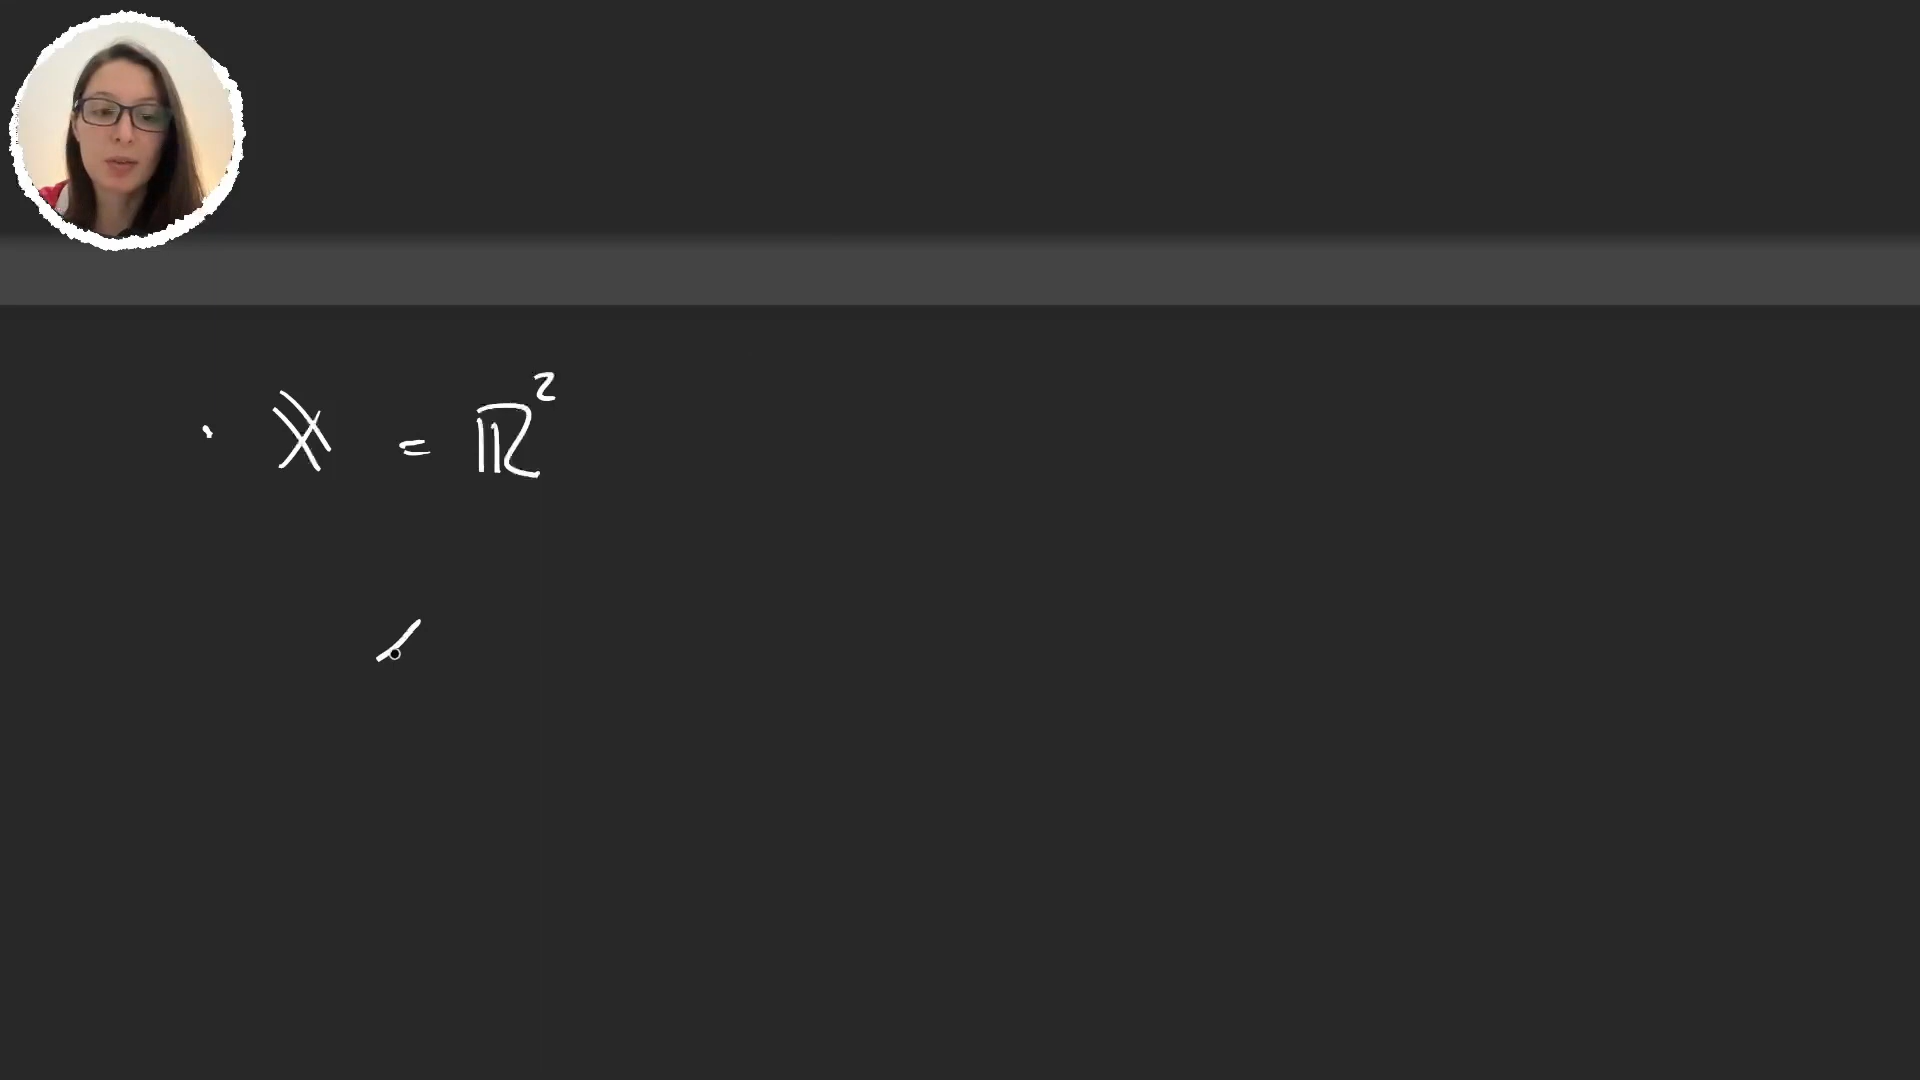 · 𝕏 = ℝ²